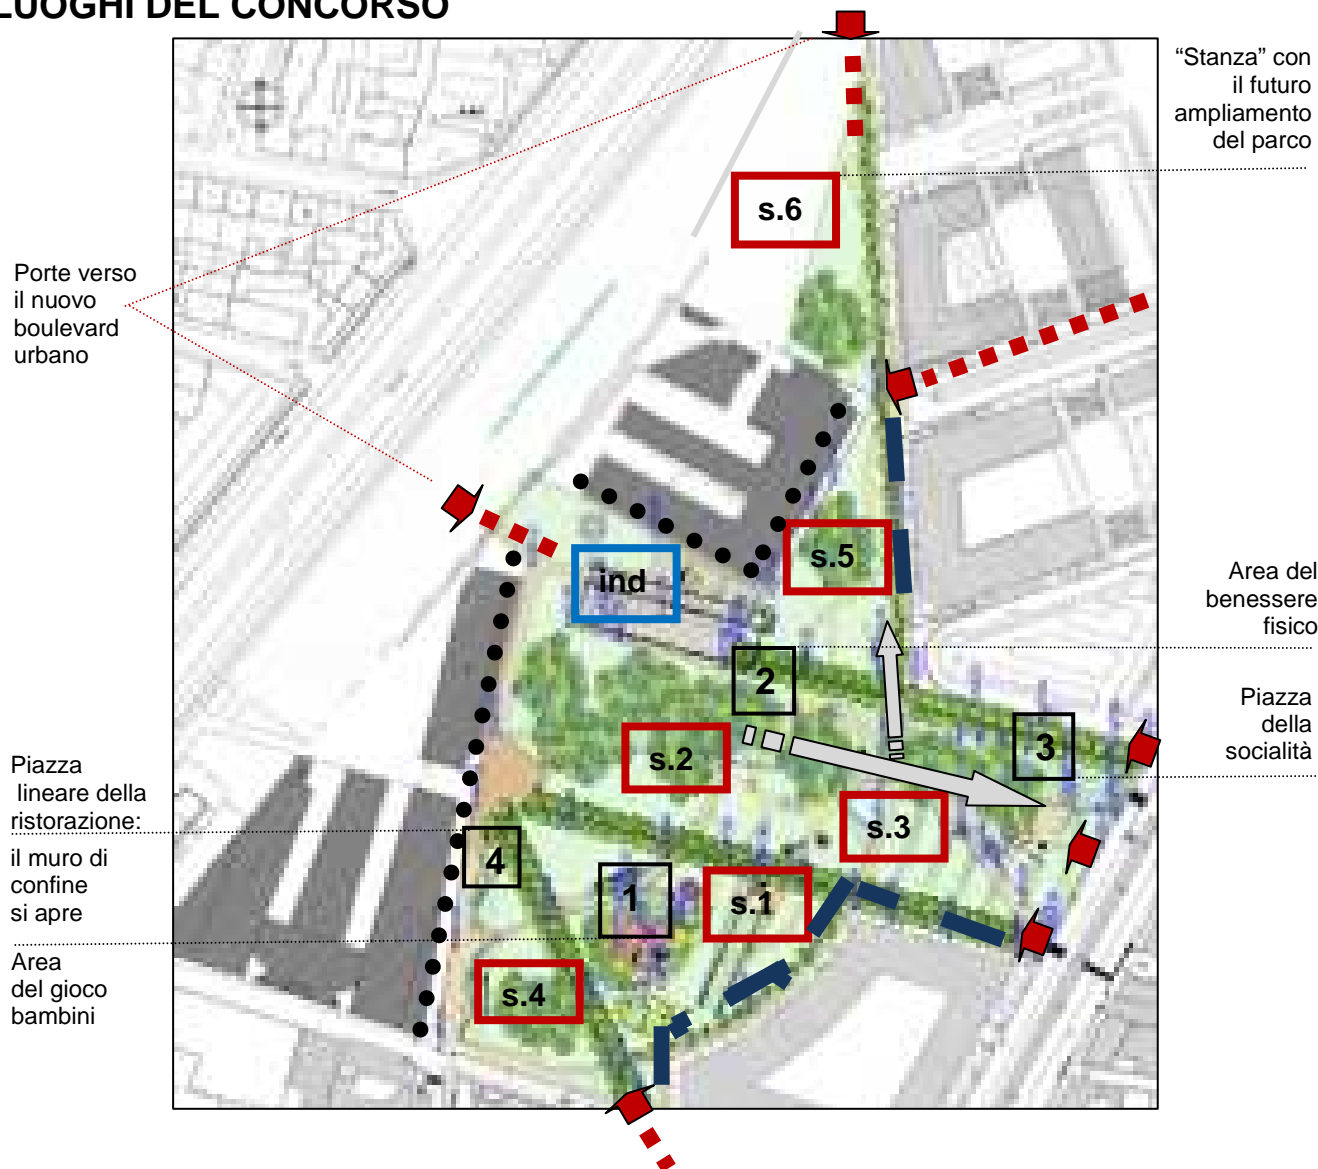 LUOGHI DEL CONCORSO
“Stanza” con
il futuro
ampliamento
del parco
s.6
Porte verso
il nuovo
boulevard
urbano
s.5
ind
Area del
benessere
fisico
2
Piazza
della
socialità
3
s.2
Piazza
lineare della
ristorazione:
il muro di
confine
si apre
s.3
4
1
s.1
Area
del gioco
bambini
s.4